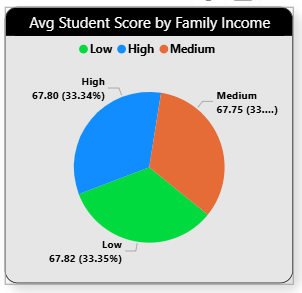 Avg Student Score by Family Income
Low High Medium
High
67.80 (33.34%)
Medium
67.75 (33....)
Low
67.82 (33.35%)